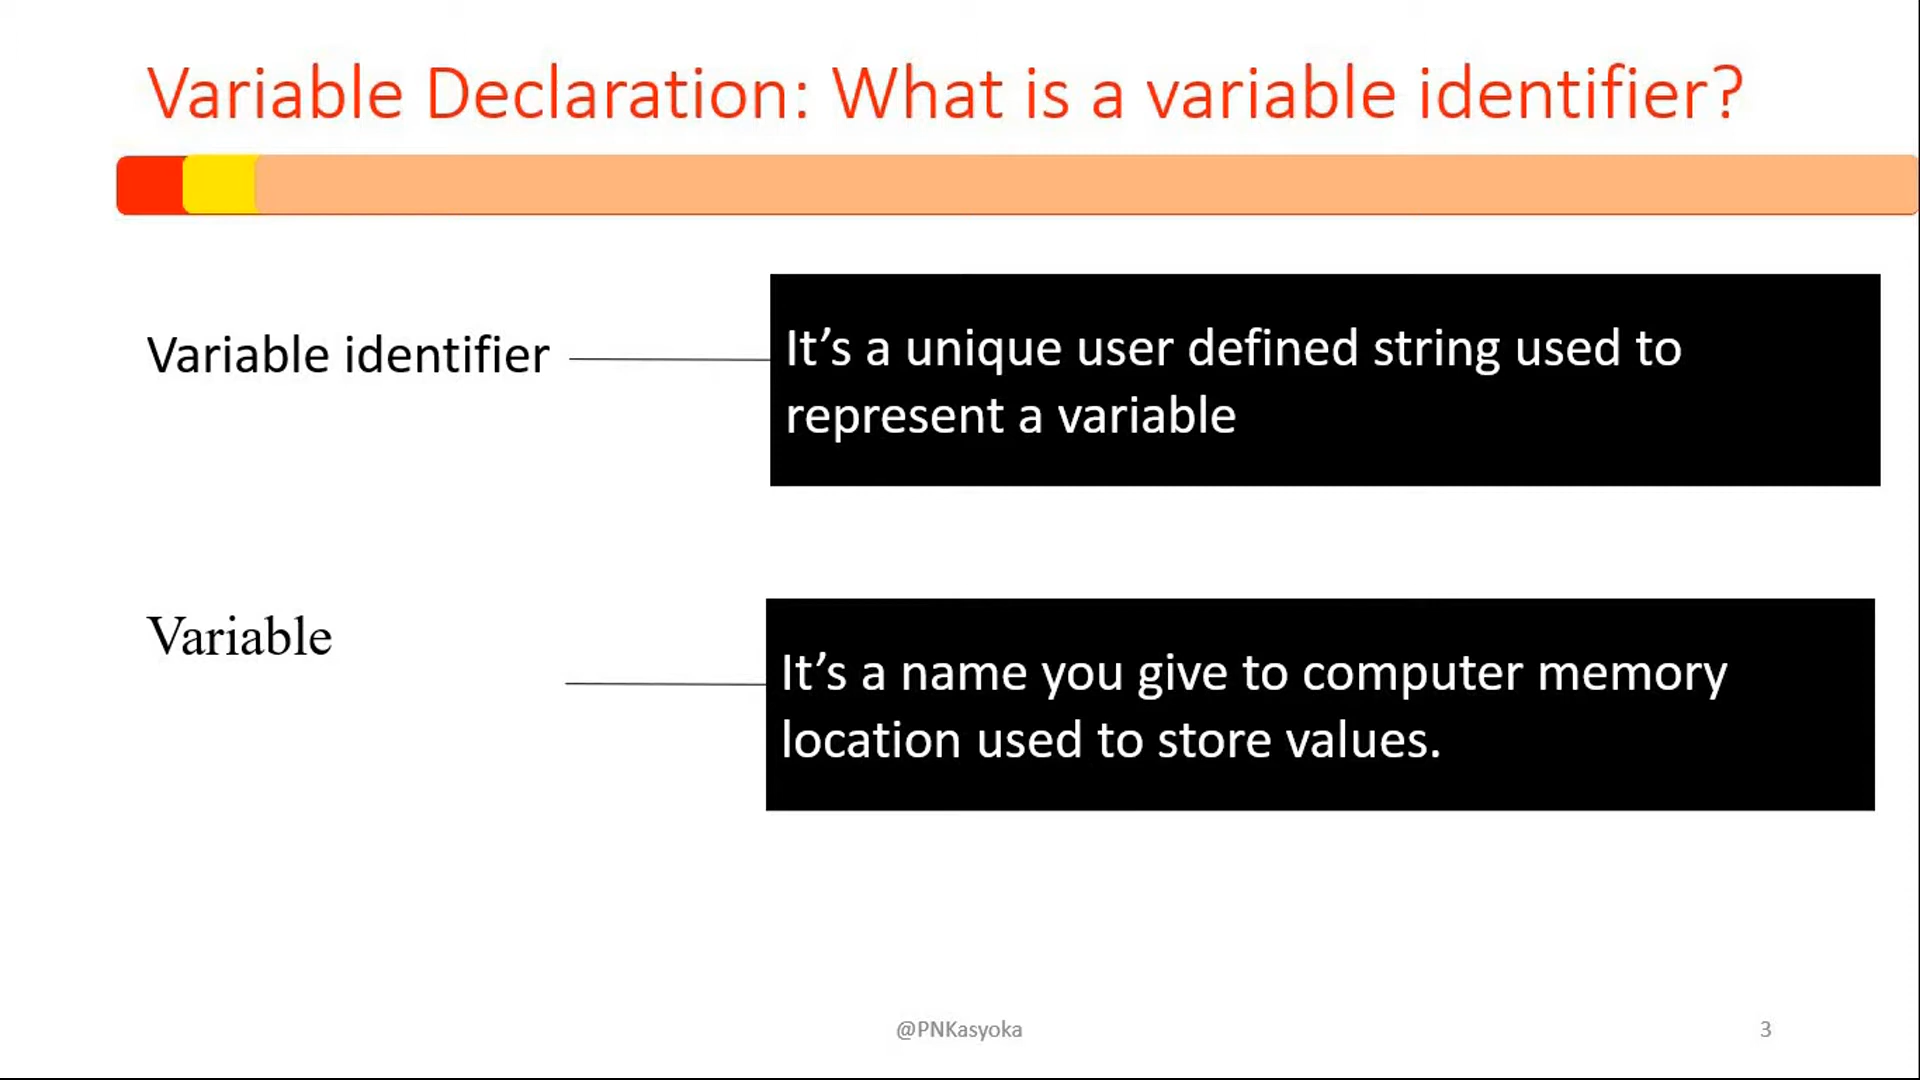 Variable Declaration: What is a variable identifier?
Variable identifier
It’s a unique user defined string used to
represent a variable
Variable
It’s a name you give to computer memory
location used to store values.
@PNKasyoka
3